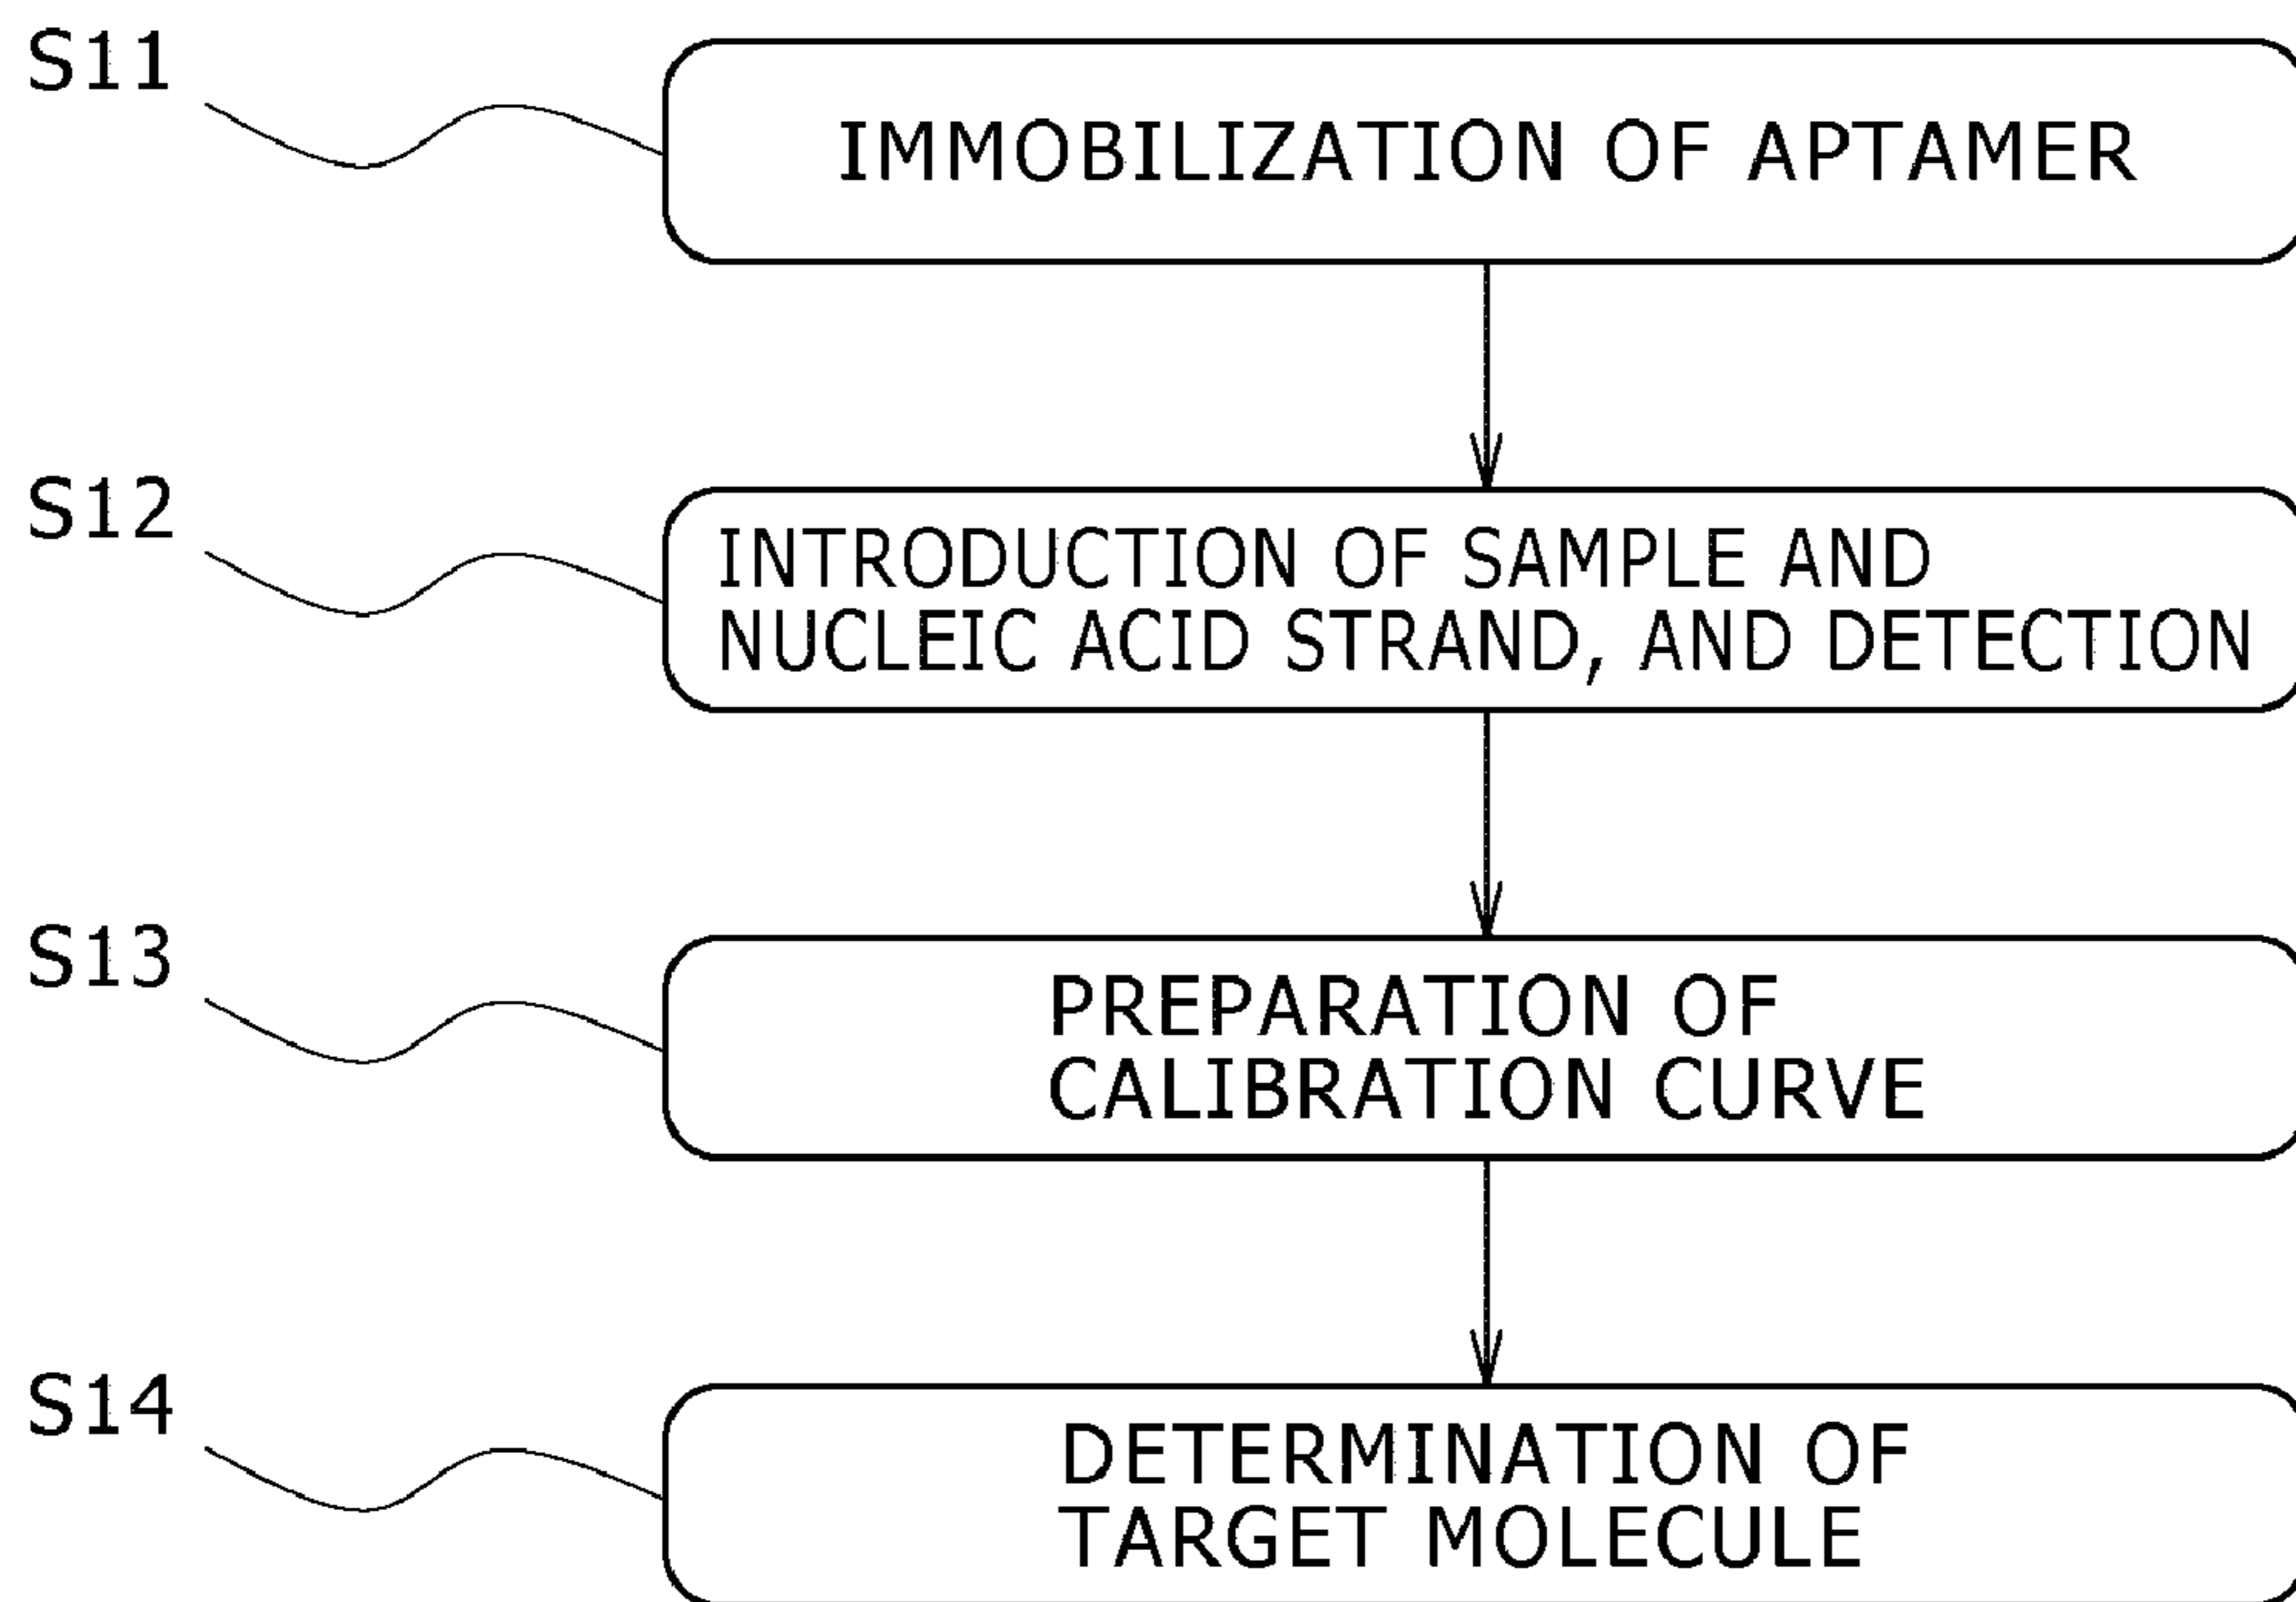 S11
IMMOBILIZATION OF APTAMER
S12
INTRODUCTION OF SAMPLE AND
NUCLEIC ACID STRAND, AND DETECTION
S13
PREPARATION OF
CALIBRATION CURVE
S14
DETERMINATION OF
TARGET MOLECULE